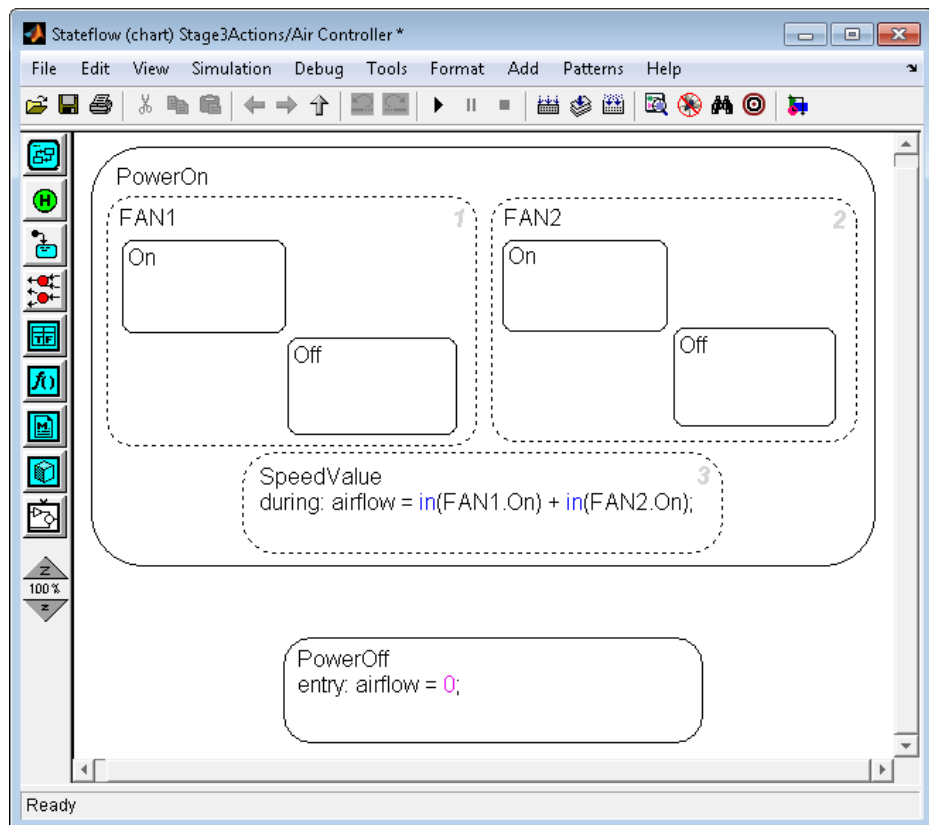 Stateflow (chart) Stage3Actions/Air Controller *
File Edit View Simulation Debug Tools Format Add Patterns Help
PowerOn
FAN1 1 FAN2 2
On On
Off Off
SpeedValue 3
during: airflow = in(FAN1.On) + in(FAN2.On);
Z
100 %
z
PowerOff
entry: airflow = 0;
Ready